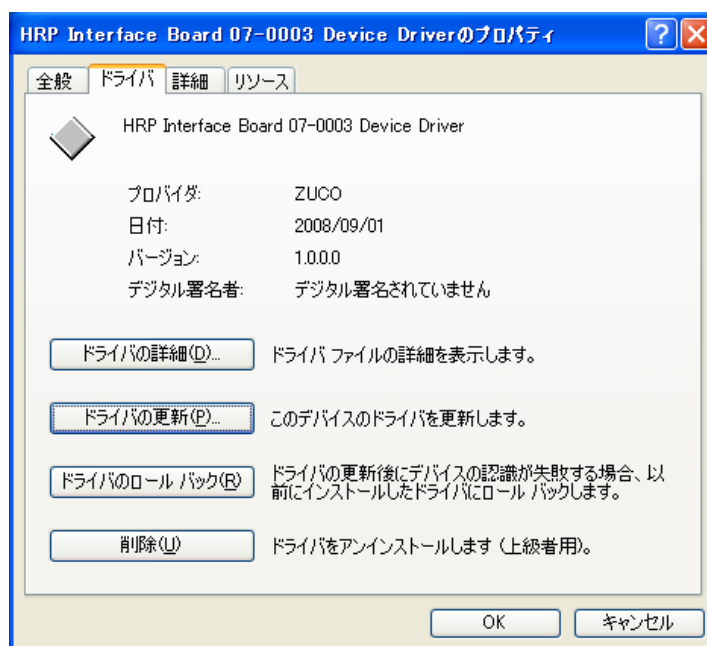 HRP Interface Board 07-0003 Device Driverのプロパティ
全般 ドライバ 詳細 リソース
HRP Interface Board 07-0003 Device Driver
プロバイダ: ZUCO
日付: 2008/09/01
バージョン: 1.0.0.0
デジタル署名者: デジタル署名されていません
ドライバの詳細(D)... ドライバ ファイルの詳細を表示します。
ドライバの更新(P)... このデバイスのドライバを更新します。
ドライバのロール バック(R) ドライバの更新後にデバイスの認識が失敗する場合、以
前にインストールしたドライバにロール バックします。
削除(U) ドライバをアンインストールします (上級者用)。
OK キャンセル